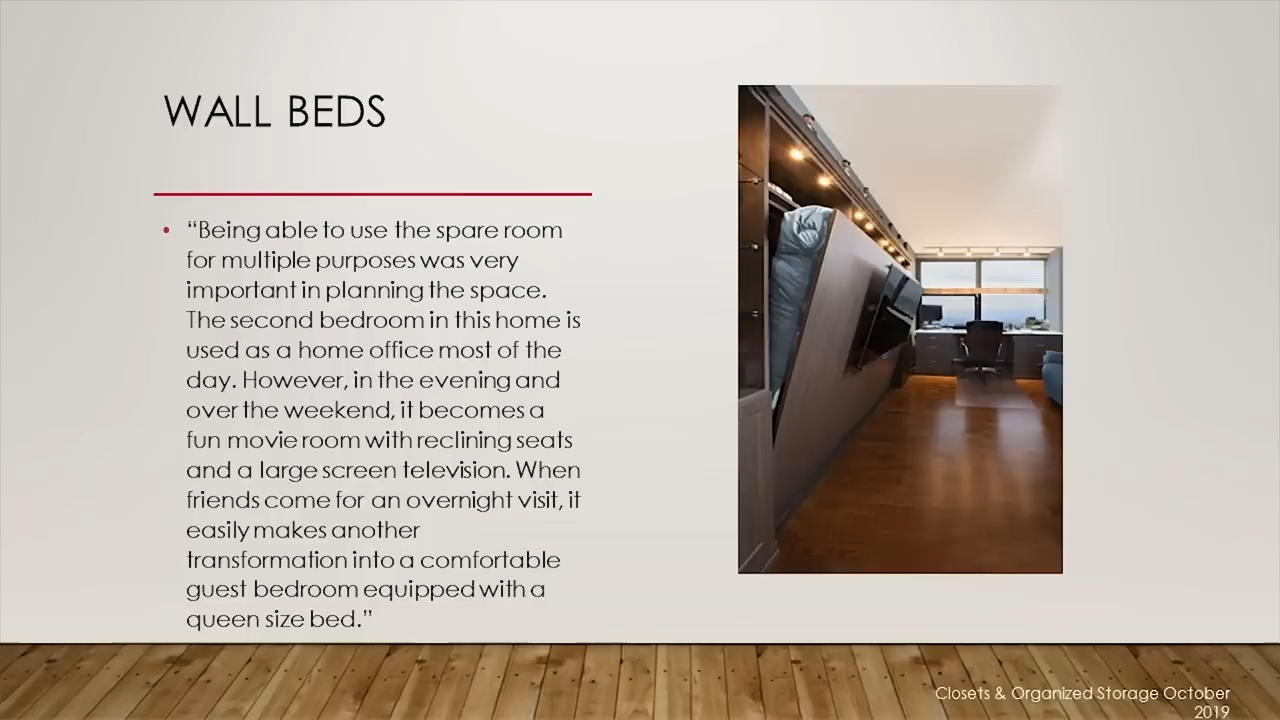 WALL BEDS
• “Being able to use the spare room
for multiple purposes was very
important in planning the space.
The second bedroom in this home is
used as a home office most of the
day. However, in the evening and
over the weekend, it becomes a
fun movie room with reclining seats
and a large screen television. When
friends come for an overnight visit, it
easily makes another
transformation into a comfortable
guest bedroom equipped with a
queen size bed.”
Closets & Organized Storage October
2019